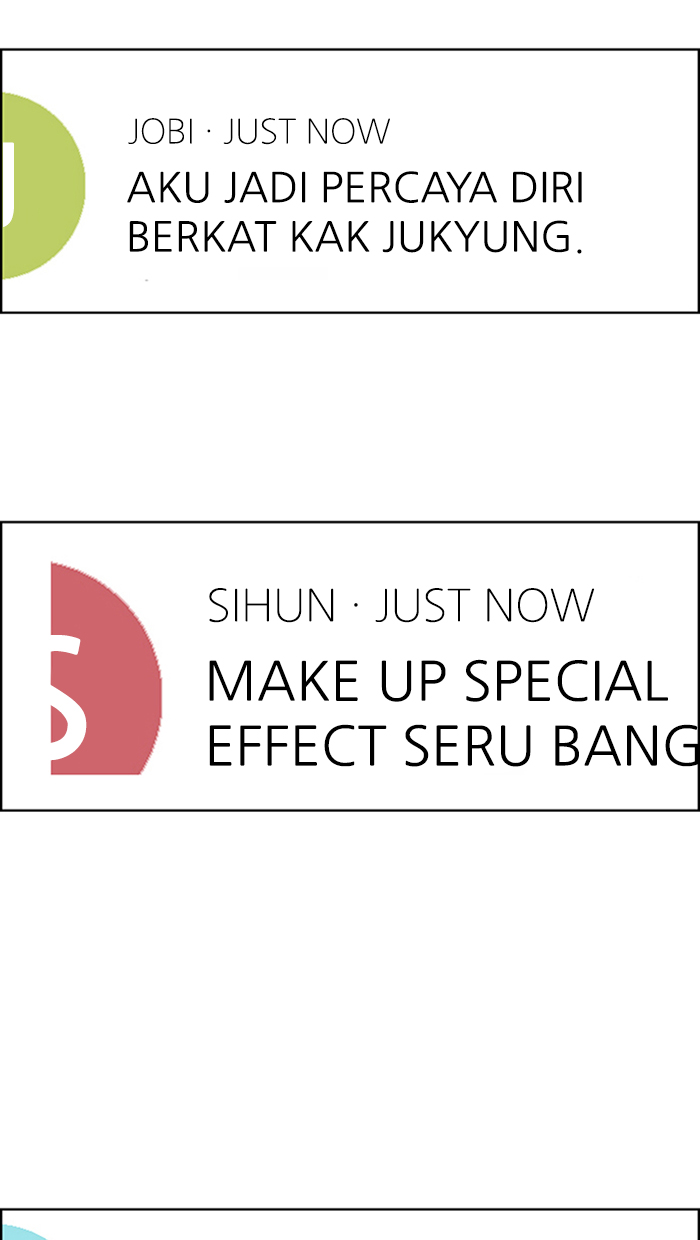 J
JOBI · JUST NOW
AKU JADI PERCAYA DIRI
BERKAT KAK JUKYUNG.
S
SIHUN · JUST NOW
MAKE UP SPECIAL
EFFECT SERU BANG